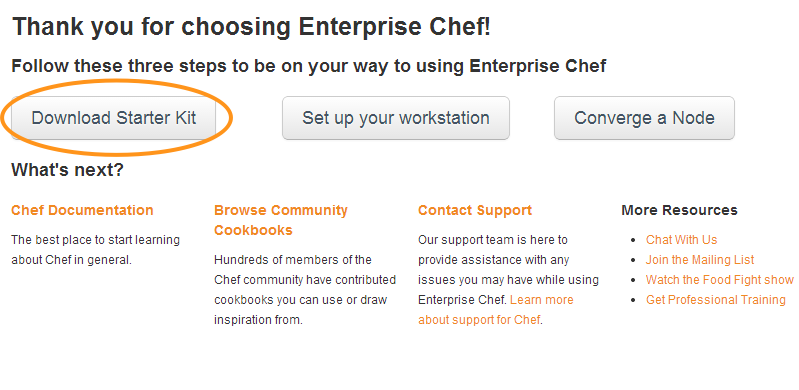 Thank you for choosing Enterprise Chef!
Follow these three steps to be on your way to using Enterprise Chef
Download Starter Kit
Set up your workstation
Converge a Node
What's next?
Chef Documentation
The best place to start learning
about Chef in general.
Browse Community
Cookbooks
Hundreds of members of the
Chef community have contributed
cookbooks you can use or draw
inspiration from.
Contact Support
Our support team is here to
provide assistance with any
issues you may have while using
Enterprise Chef. Learn more
about support for Chef.
More Resources
Chat With Us
Join the Mailing List
Watch the Food Fight show
Get Professional Training